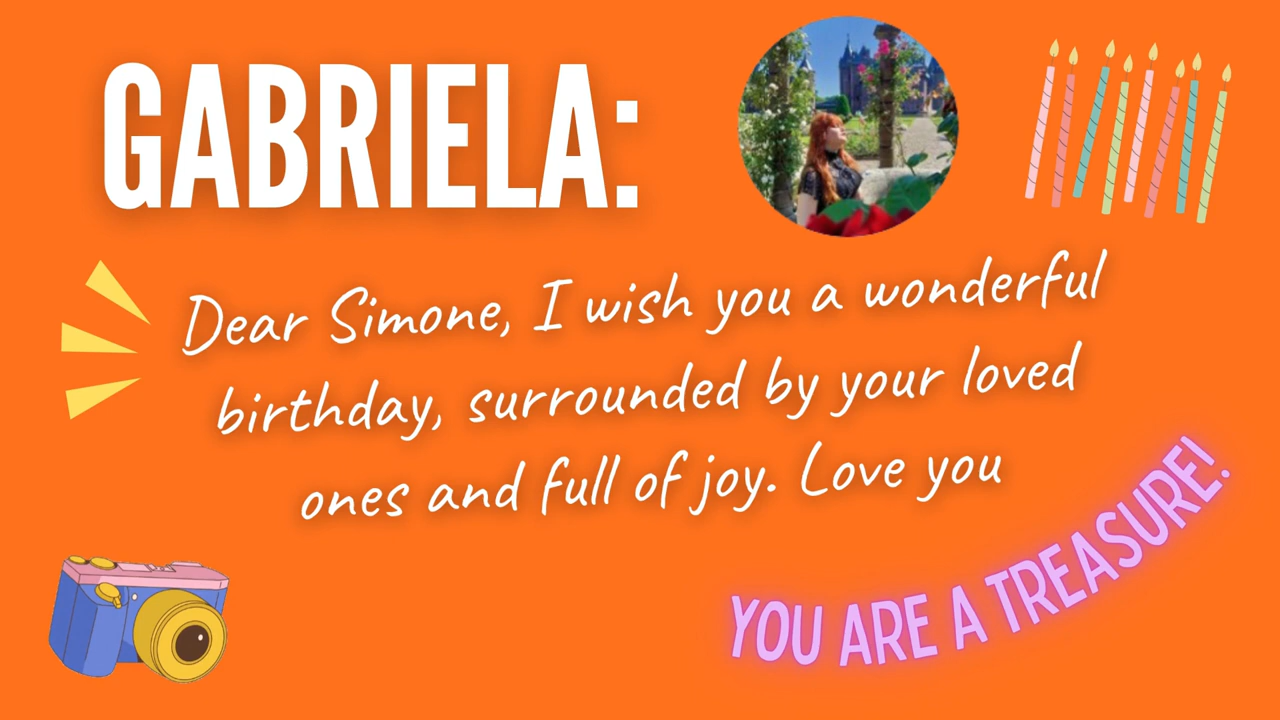 GABRIELA:
Dear Simone, I wish you a wonderful
birthday, surrounded by your loved
ones and full of joy. Love you
YOU ARE A TREASURE!